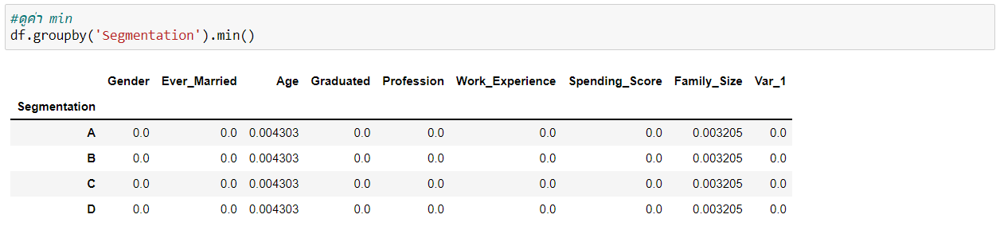 #ดูค่า min
df.groupby('Segmentation').min()
Gender Ever_Married Age Graduated Profession Work_Experience Spending_Score Family_Size Var_1
Segmentation
A 0.0 0.0 0.004303 0.0 0.0 0.0 0.0 0.003205 0.0
B 0.0 0.0 0.004303 0.0 0.0 0.0 0.0 0.003205 0.0
C 0.0 0.0 0.004303 0.0 0.0 0.0 0.0 0.003205 0.0
D 0.0 0.0 0.004303 0.0 0.0 0.0 0.0 0.003205 0.0